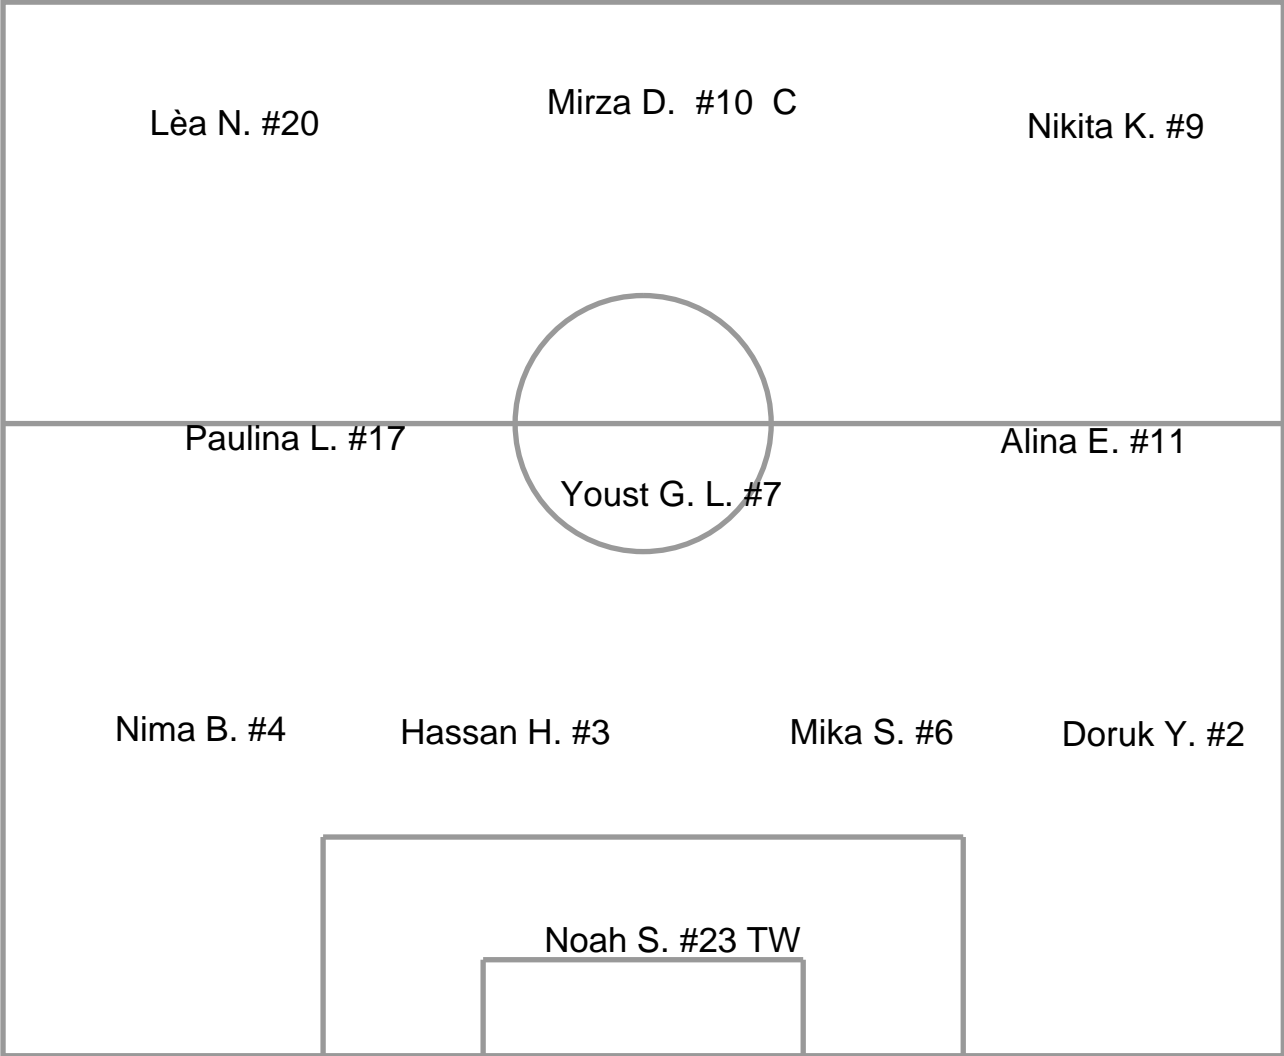 Lèa N. #20
Mirza D.  #10  C
Nikita K. #9
Paulina L. #17
Alina E. #11
Youst G. L. #7
Nima B. #4
Hassan H. #3
Mika S. #6
Doruk Y. #2
Noah S. #23 TW